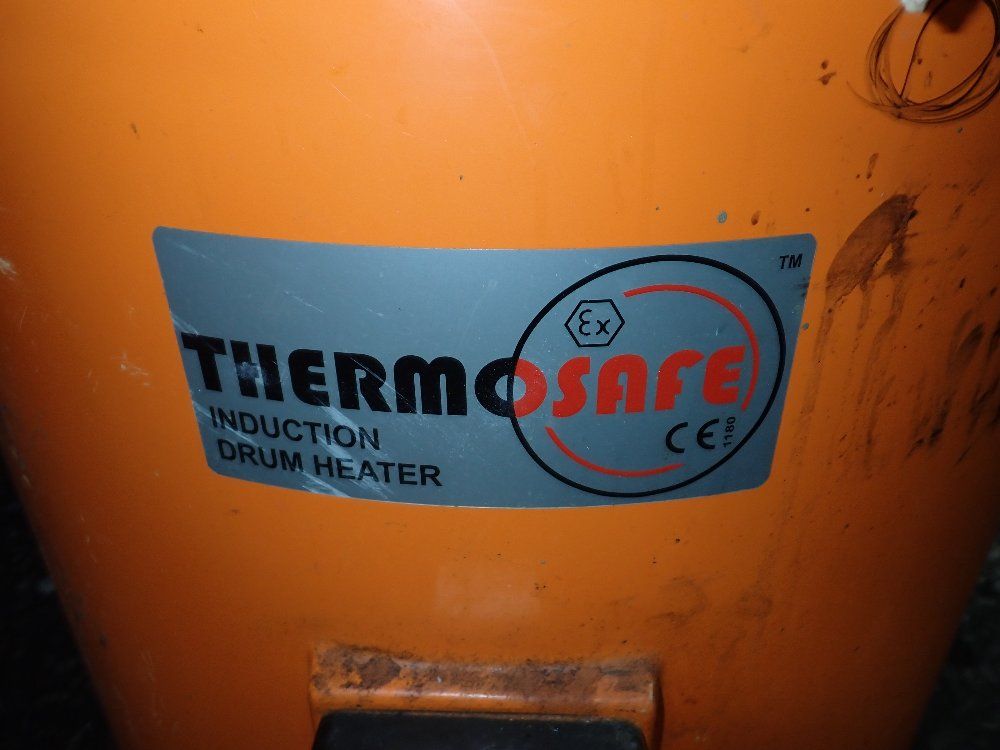 TM
Ex
THERMOSAFE
INDUCTION
DRUM HEATER
CE 1180